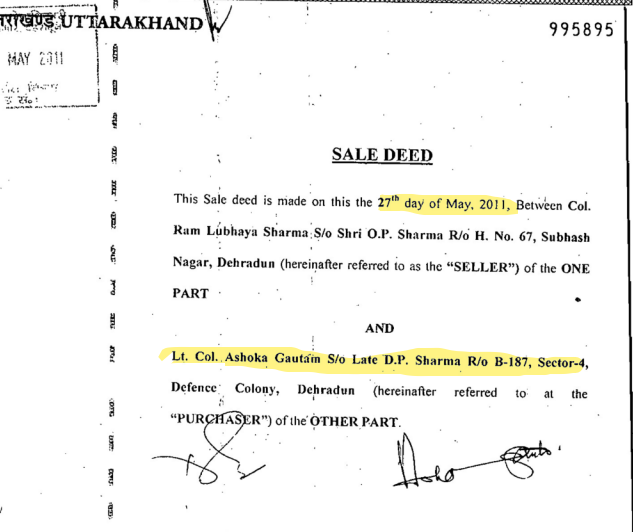 उत्तराखण्ड UTTARAKHAND
995895
MAY 2011
SALE DEED
This Sale deed is made on this the 27th day of May, 2011, Between Col.
Ram Lubhaya Sharma S/o Shri O.P. Sharma R/o H. No. 67, Subhash
Nagar, Dehradun (hereinafter referred to as the “SELLER”) of the ONE
PART
AND
Lt. Col. Ashoka Gautam S/o Late D.P. Sharma R/o B-187, Sector-4,
Defence Colony, Dehradun (hereinafter referred to at the
“PURCHASER”) of the OTHER PART.